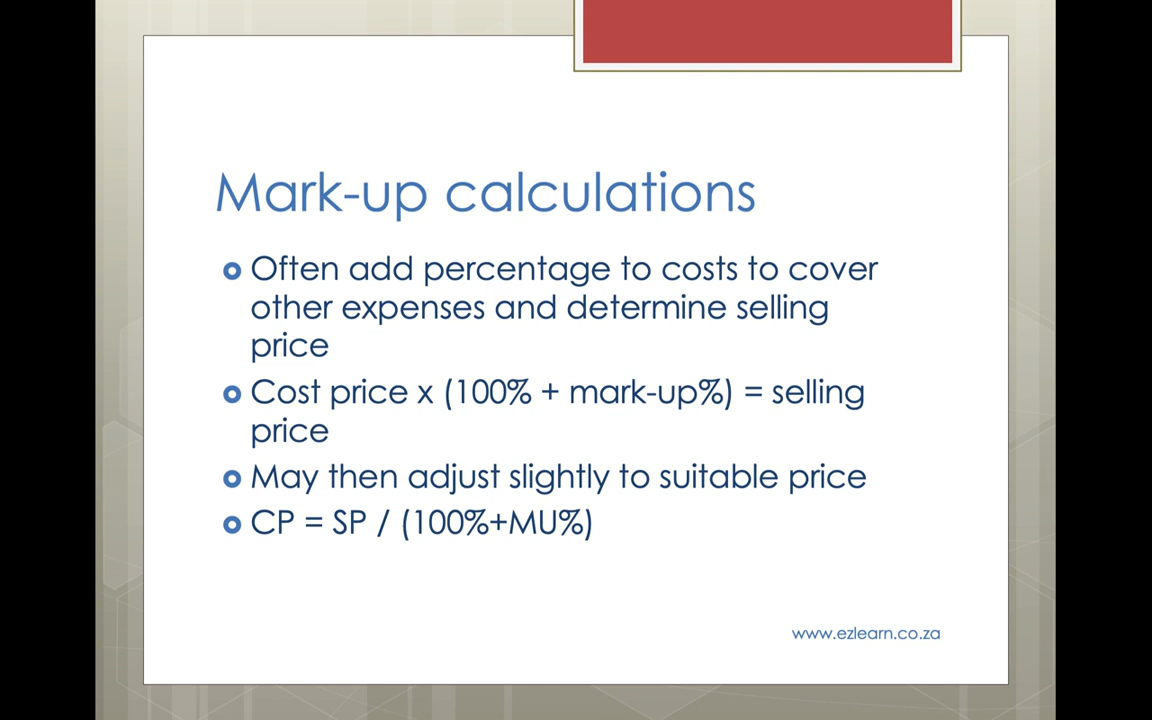 Mark-up calculations
Often add percentage to costs to cover
other expenses and determine selling
price
Cost price x (100% + mark-up%) = selling
price
May then adjust slightly to suitable price
CP = SP / (100%+MU%)
www.ezlearn.co.za